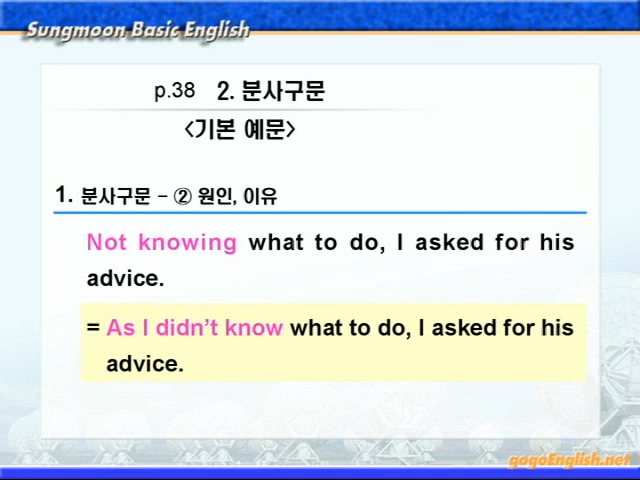 Sungmoon Basic English
p.38 2. 분사구문
<기본 예문>
1. 분사구문 - ② 원인, 이유
Not knowing what to do, I asked for his
advice.
= As I didn't know what to do, I asked for his
advice.
gogoEnglish.net